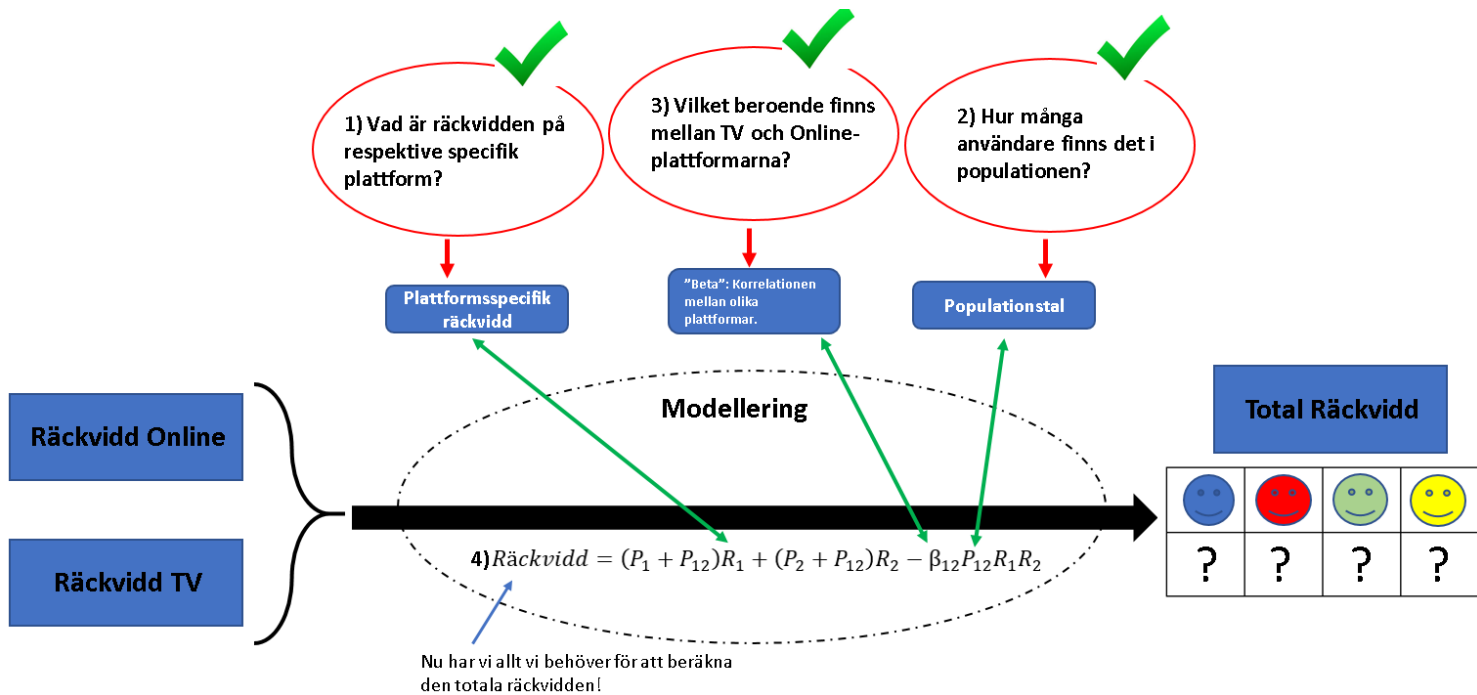 1) Vad är räckvidden på
respektive specifik
plattform?
3) Vilket beroende finns
mellan TV och Online-
plattformarna?
2) Hur många
användare finns det i
populationen?
Plattformsspecifik
räckvidd
”Beta”: Korrelationen
mellan olika
plattformar.
Populationstal
Räckvidd Online
Räckvidd TV
Modellering
4) Räckvidd = (P₁ + P₁₂)R₁ + (P₂ + P₁₂)R₂ − β₁₂P₁₂R₁R₂
Nu har vi allt vi behöver för att beräkna
den totala räckvidden!
Total Räckvidd
? ? ? ?